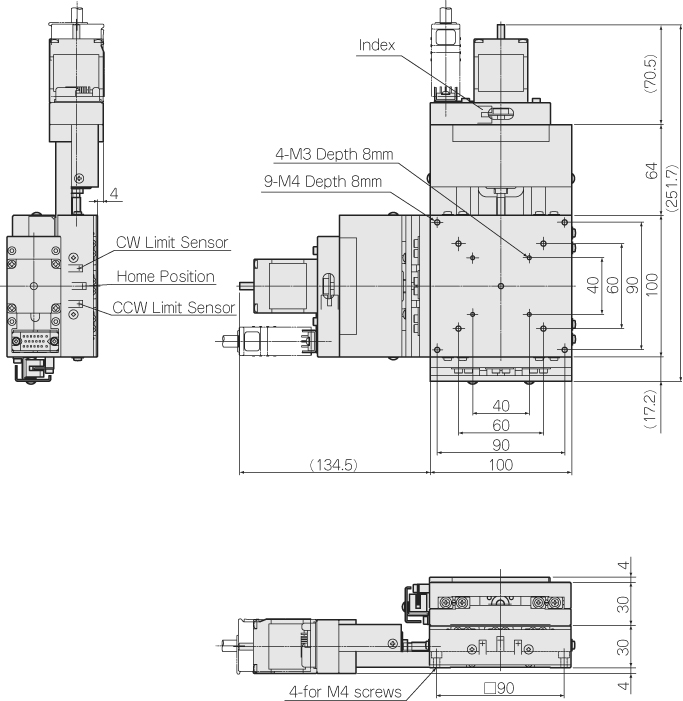 Index
(70.5)
4-M3 Depth 8mm
9-M4 Depth 8mm
64
(251.7)
4
CW Limit Sensor
Home Position
CCW Limit Sensor
40
60
90
100
40
60
90
(17.2)
(134.5)
100
4
30
30
4
4-for M4 screws
□90